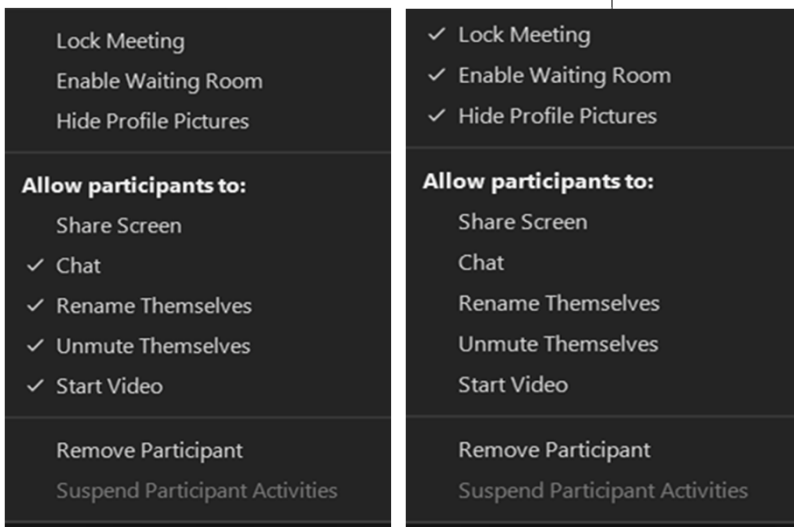 Lock Meeting
Enable Waiting Room
Hide Profile Pictures
Allow participants to:
Share Screen
✓ Chat
✓ Rename Themselves
✓ Unmute Themselves
✓ Start Video
Remove Participant
Suspend Participant Activities
✓ Lock Meeting
✓ Enable Waiting Room
✓ Hide Profile Pictures
Allow participants to:
Share Screen
Chat
Rename Themselves
Unmute Themselves
Start Video
Remove Participant
Suspend Participant Activities